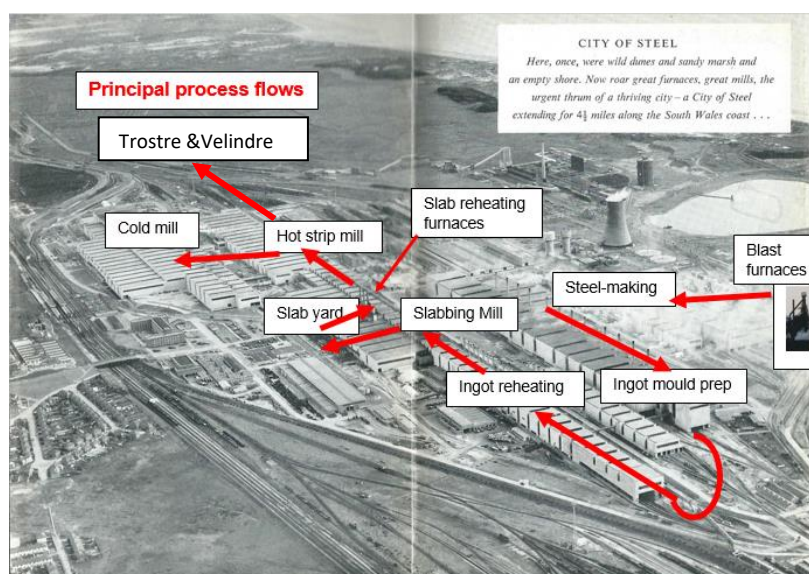 CITY OF STEEL
Here, once, were wild dunes and sandy marsh and
an empty shore. Now roar great furnaces, great mills, the
urgent thrum of a thriving city – a City of Steel
extending for 4½ miles along the South Wales coast . . .
Principal process flows
Trostre &Velindre
Slab reheating
furnaces
Cold mill
Hot strip mill
Blast
furnaces
Steel-making
Slab yard
Slabbing Mill
Ingot reheating
Ingot mould prep